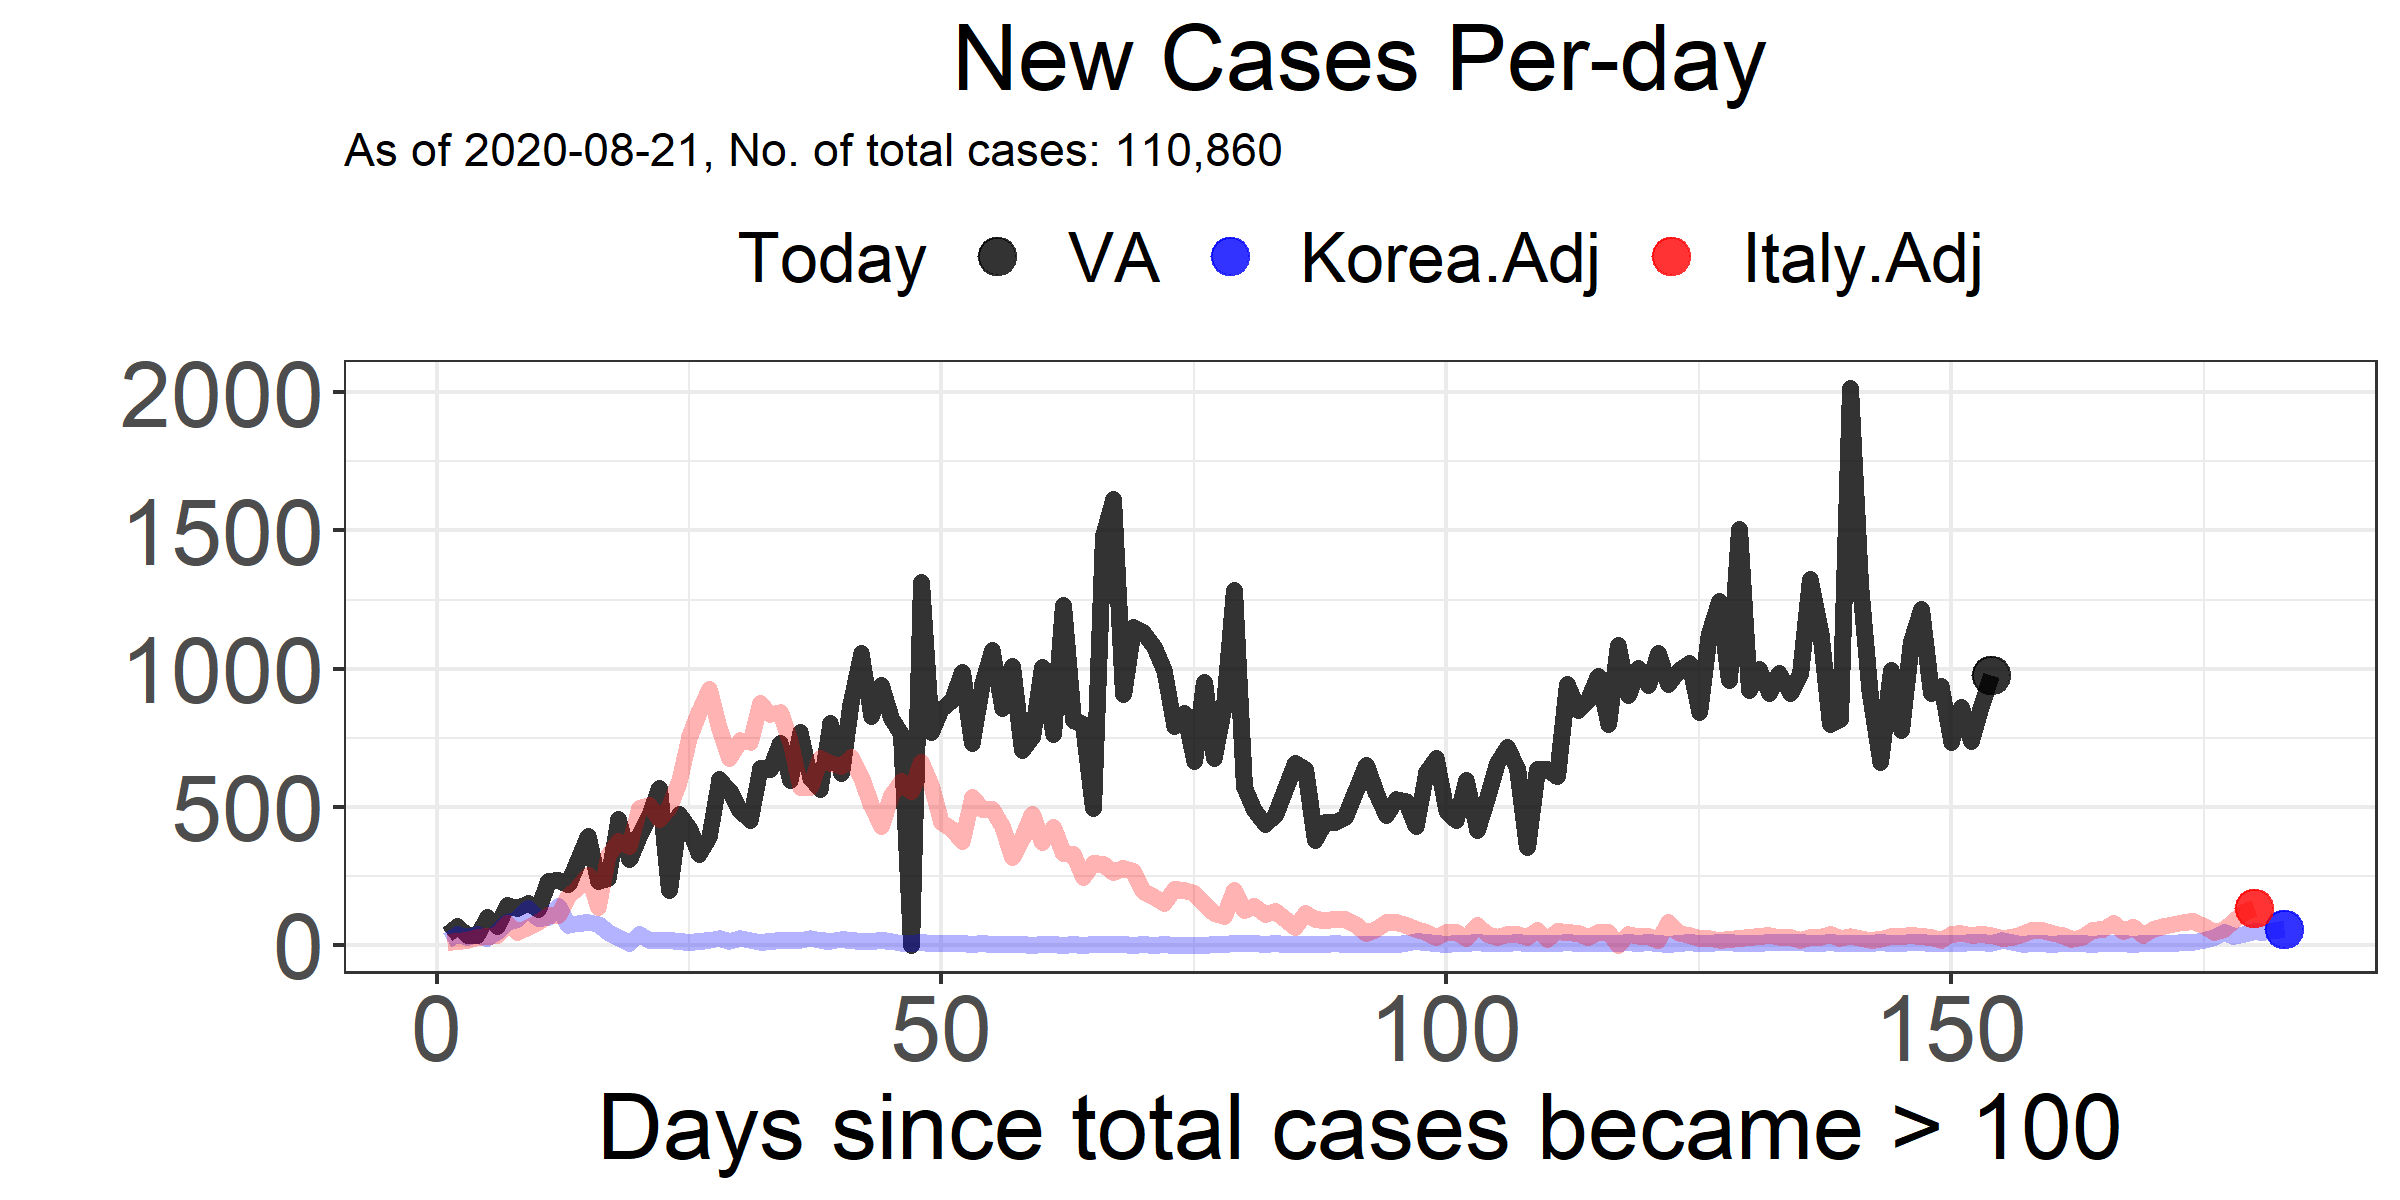 New Cases Per-day
As of 2020-08-21, No. of total cases: 110,860
Today VA Korea.Adj Italy.Adj
2000
1500
1000
500
0
0 50 100 150
Days since total cases became > 100